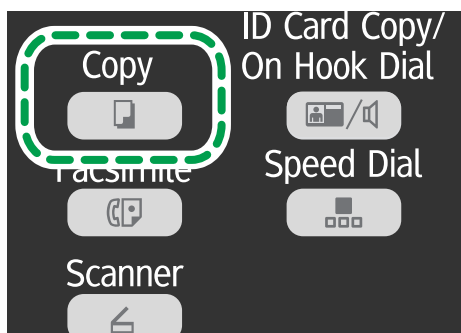 ID Card Copy/
Copy
On Hook Dial
Facsimile
Speed Dial
Scanner